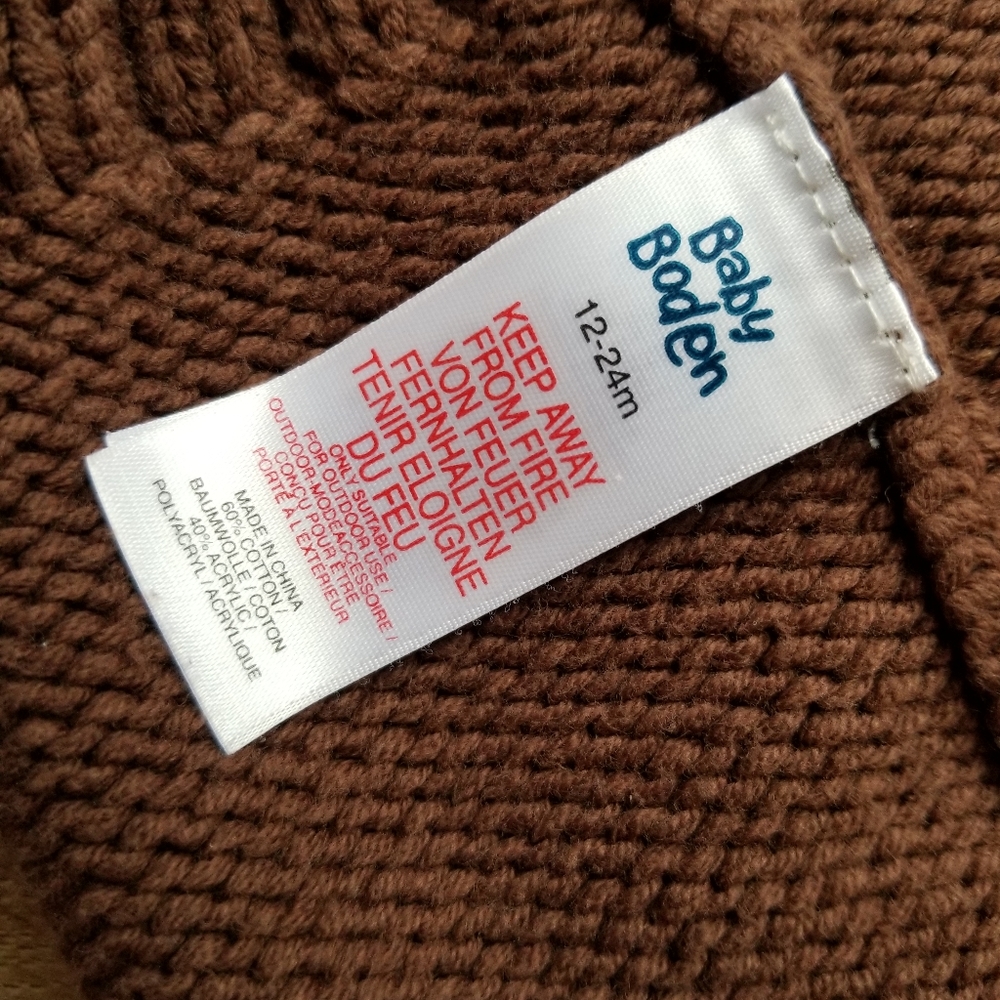 Baby
Boden
12-24m
KEEP AWAY
FROM FIRE
VON FEUER
FERNHALTEN
TENIR ELOIGNE
DU FEU
ONLY SUITABLE
FOR OUTDOOR USE /
OUTDOOR-MODEACCESSOIRE /
CONCU POUR ÊTRE
PORTÉ À L'EXTÉRIEUR
MADE IN CHINA
60% COTTON /
BAUMWOLLE / COTON
40% ACRYLIC /
POLYACRYL / ACRYLIQUE